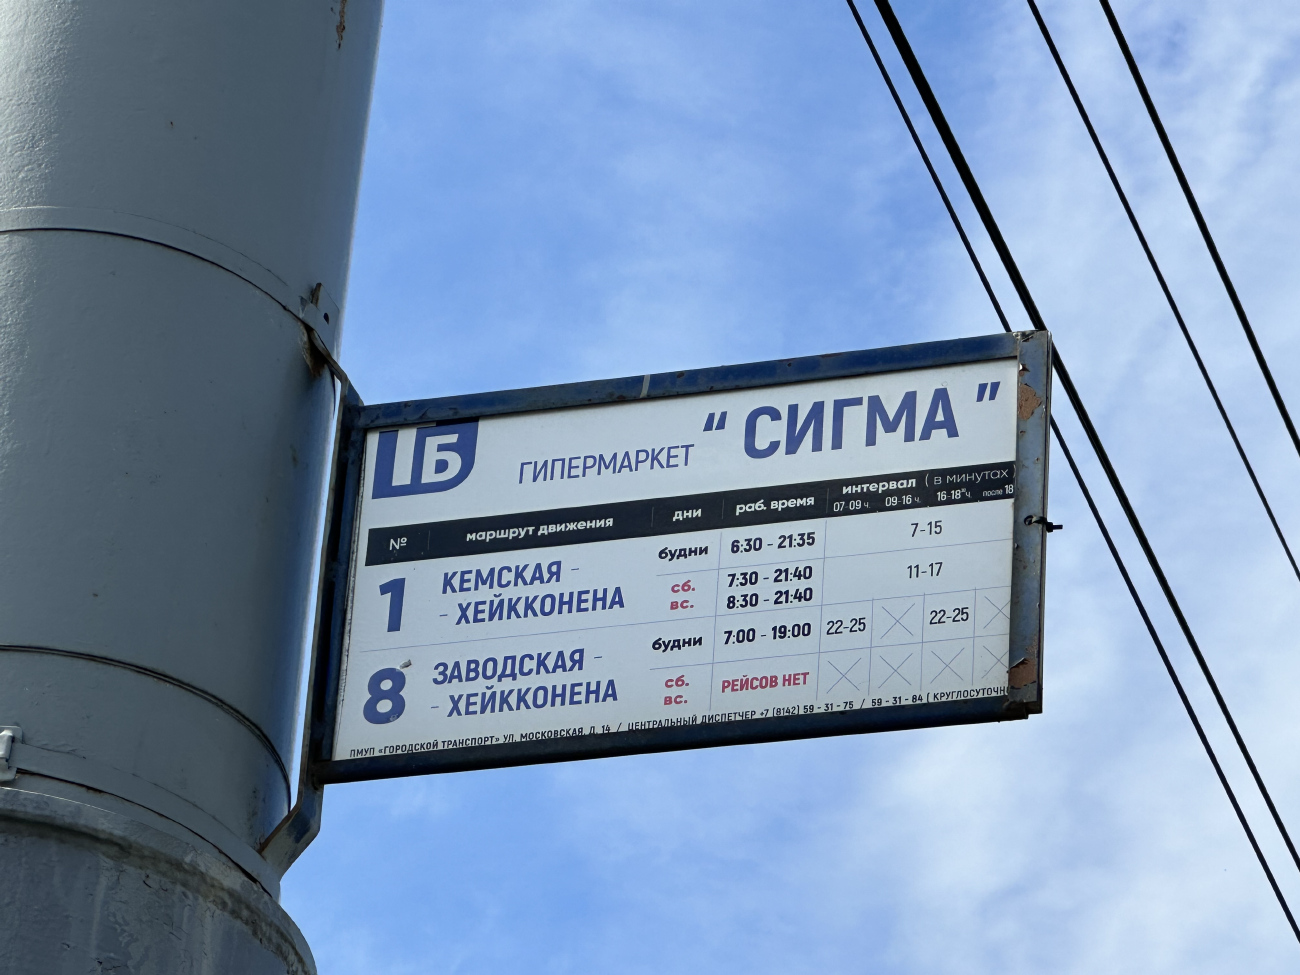 ЦБ
ГИПЕРМАРКЕТ " СИГМА "
№ маршрут движения дни раб. время интервал ( в минутах )
07-09 ч. 09-16 ч. 16-18³⁰ч. после 18
1 КЕМСКАЯ -
- ХЕЙККОНЕНА
будни 6:30 - 21:35 7-15
сб. 7:30 - 21:40 11-17
вс. 8:30 - 21:40
8 ЗАВОДСКАЯ -
- ХЕЙККОНЕНА
будни 7:00 - 19:00 22-25 22-25
сб.
вс. РЕЙСОВ НЕТ
ПМУП «ГОРОДСКОЙ ТРАНСПОРТ» УЛ. МОСКОВСКАЯ, Д. 14 / ЦЕНТРАЛЬНЫЙ ДИСПЕТЧЕР +7 (8142) 59 - 31 - 75 / 59 - 31 - 84 ( КРУГЛОСУТОЧН